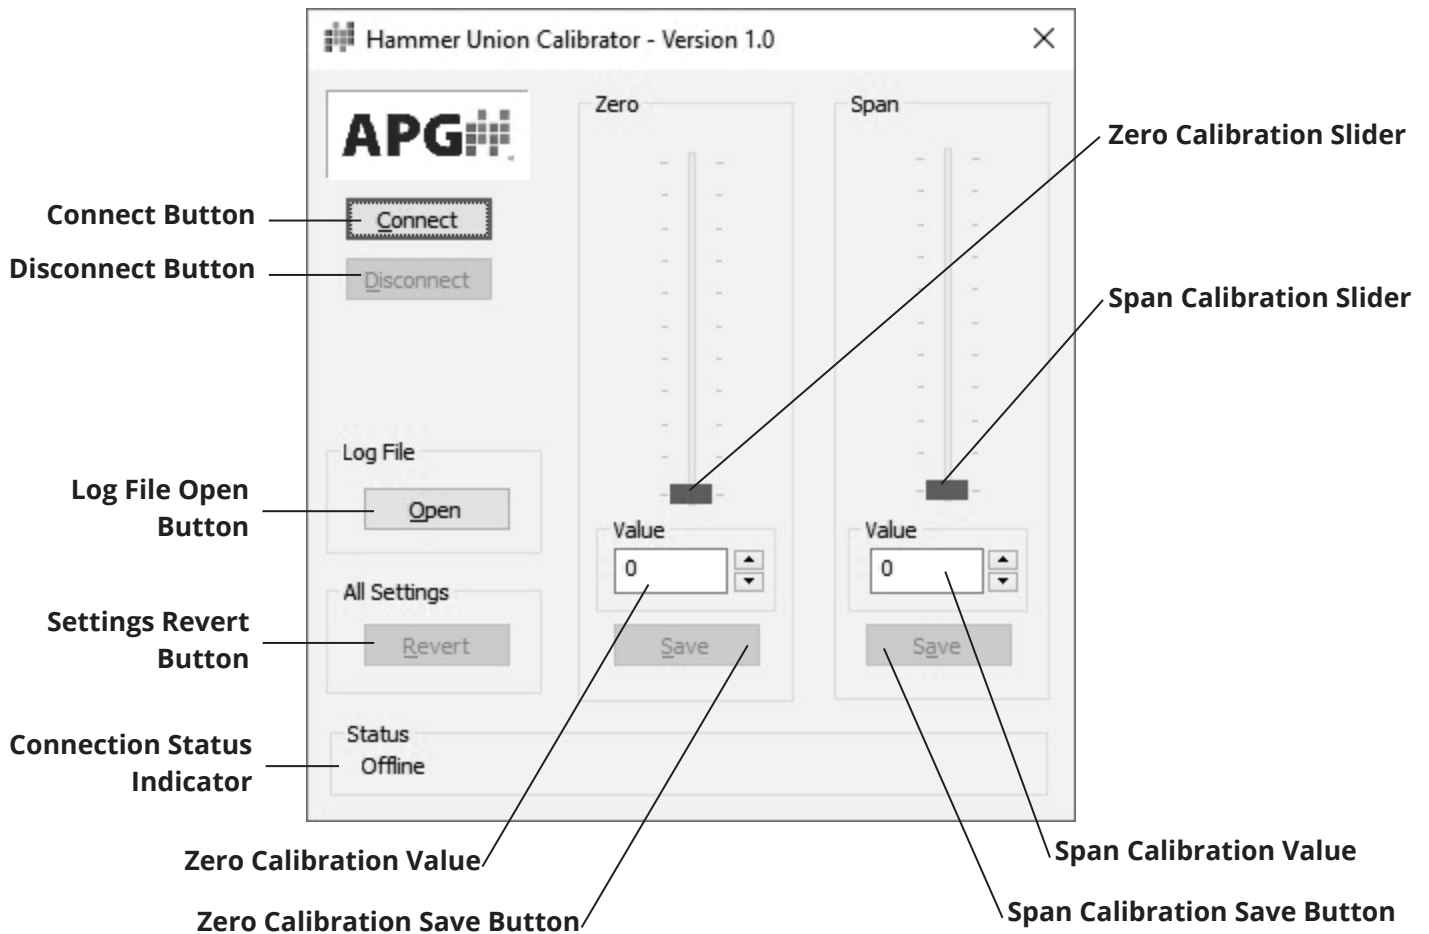 Hammer Union Calibrator - Version 1.0
APG
Zero
Span
Zero Calibration Slider
Connect Button
Connect
Disconnect Button
Disconnect
Span Calibration Slider
Log File
Log File Open
Button
Open
Value
0
Value
0
All Settings
Settings Revert
Button
Revert
Save
Save
Connection Status
Indicator
Status
Offline
Zero Calibration Value
Span Calibration Value
Zero Calibration Save Button
Span Calibration Save Button